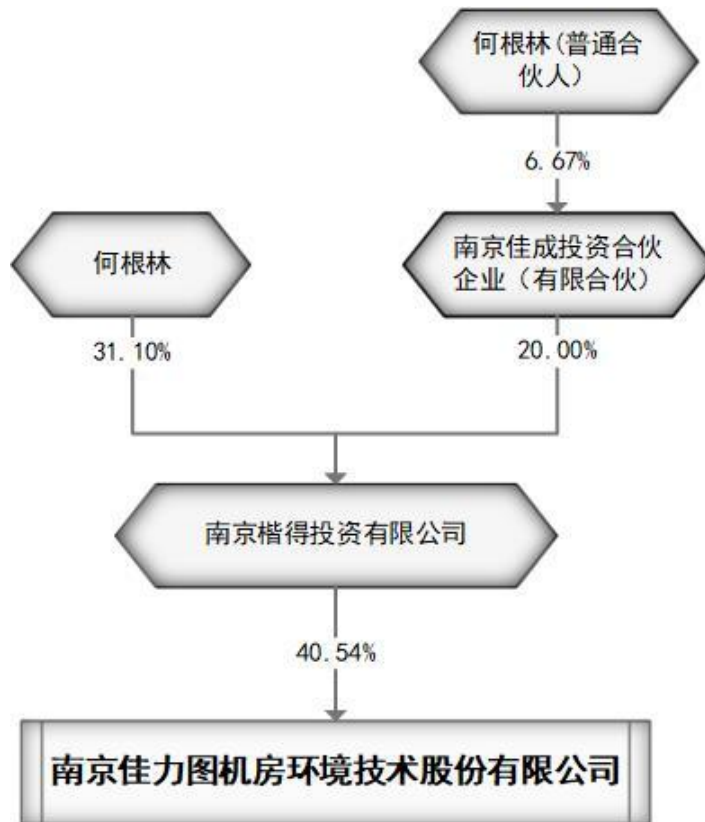 何根林(普通合
伙人）
6.67%
何根林
南京佳成投资合伙
企业（有限合伙）
31.10%
20.00%
南京楷得投资有限公司
40.54%
南京佳力图机房环境技术股份有限公司